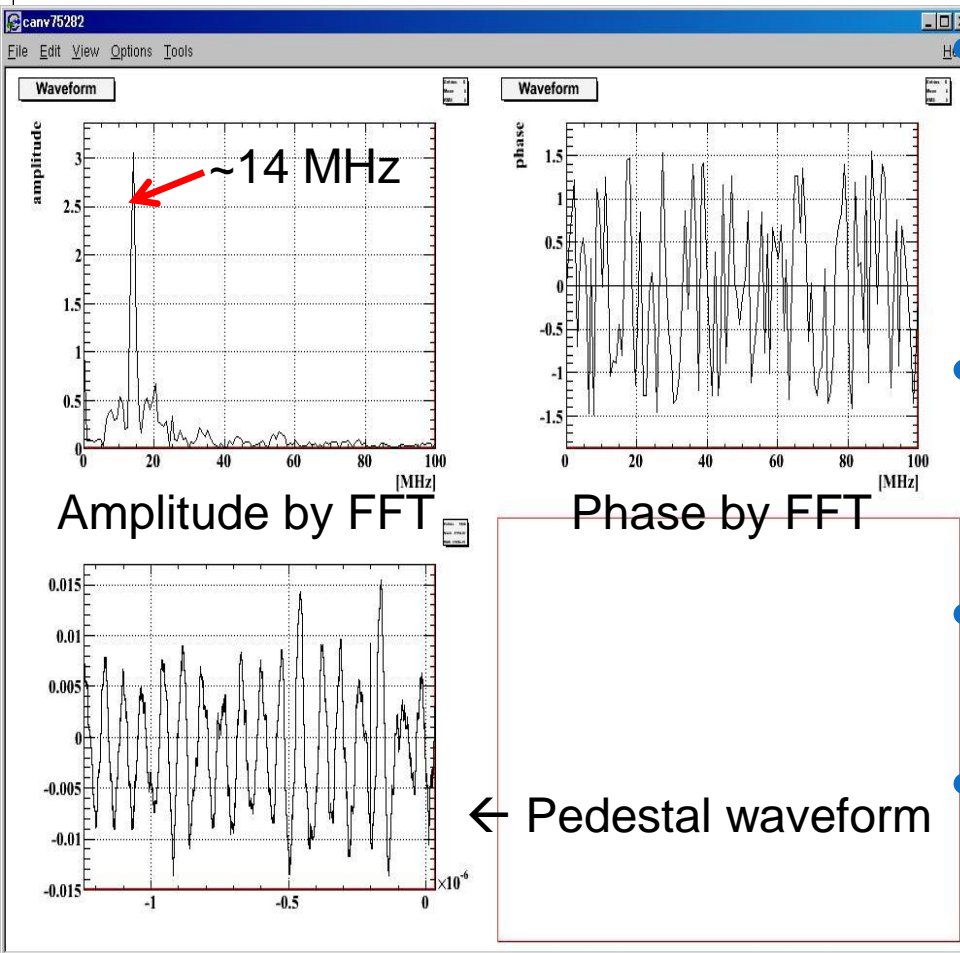 canv75282
File Edit View Options Tools
Waveform
amplitude
~14 MHz
3
2.5
2
1.5
1
0.5
0
0 20 40 60 80 100
[MHz]
Amplitude by FFT
Waveform
phase
1.5
1
0.5
0
-0.5
-1
-1.5
0 20 40 60 80 100
[MHz]
Phase by FFT
0.015
0.01
0.005
0
-0.005
-0.01
-0.015
-1 -0.5 0
×10⁻⁶
← Pedestal waveform